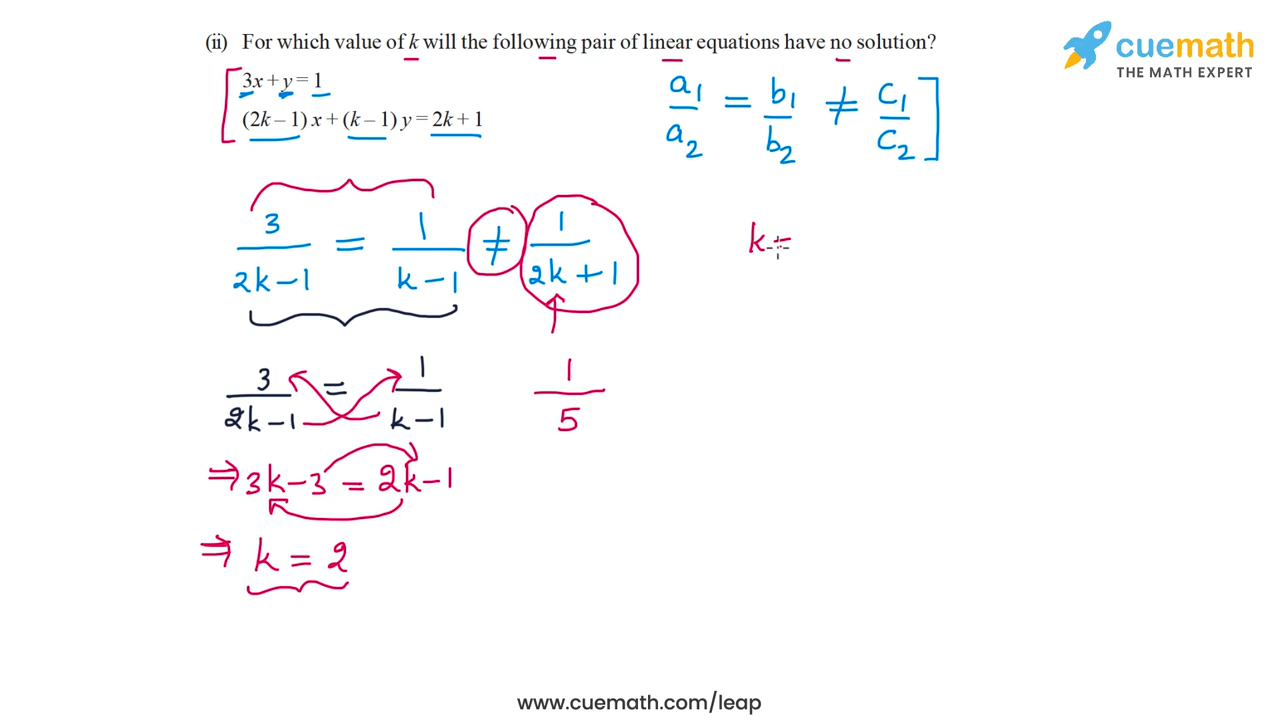 (ii) For which value of k will the following pair of linear equations have no solution?
cuemath
THE MATH EXPERT
3x + y = 1
(2k – 1) x + (k – 1) y = 2k + 1
a₁/a₂ = b₁/b₂ ≠ c₁/c₂
3/(2k-1) = 1/(k-1) ≠ 1/(2k+1)
k=
3/(2k-1) = 1/(k-1)
1/5
⇒ 3k-3 = 2k-1
⇒ k = 2
www.cuemath.com/leap